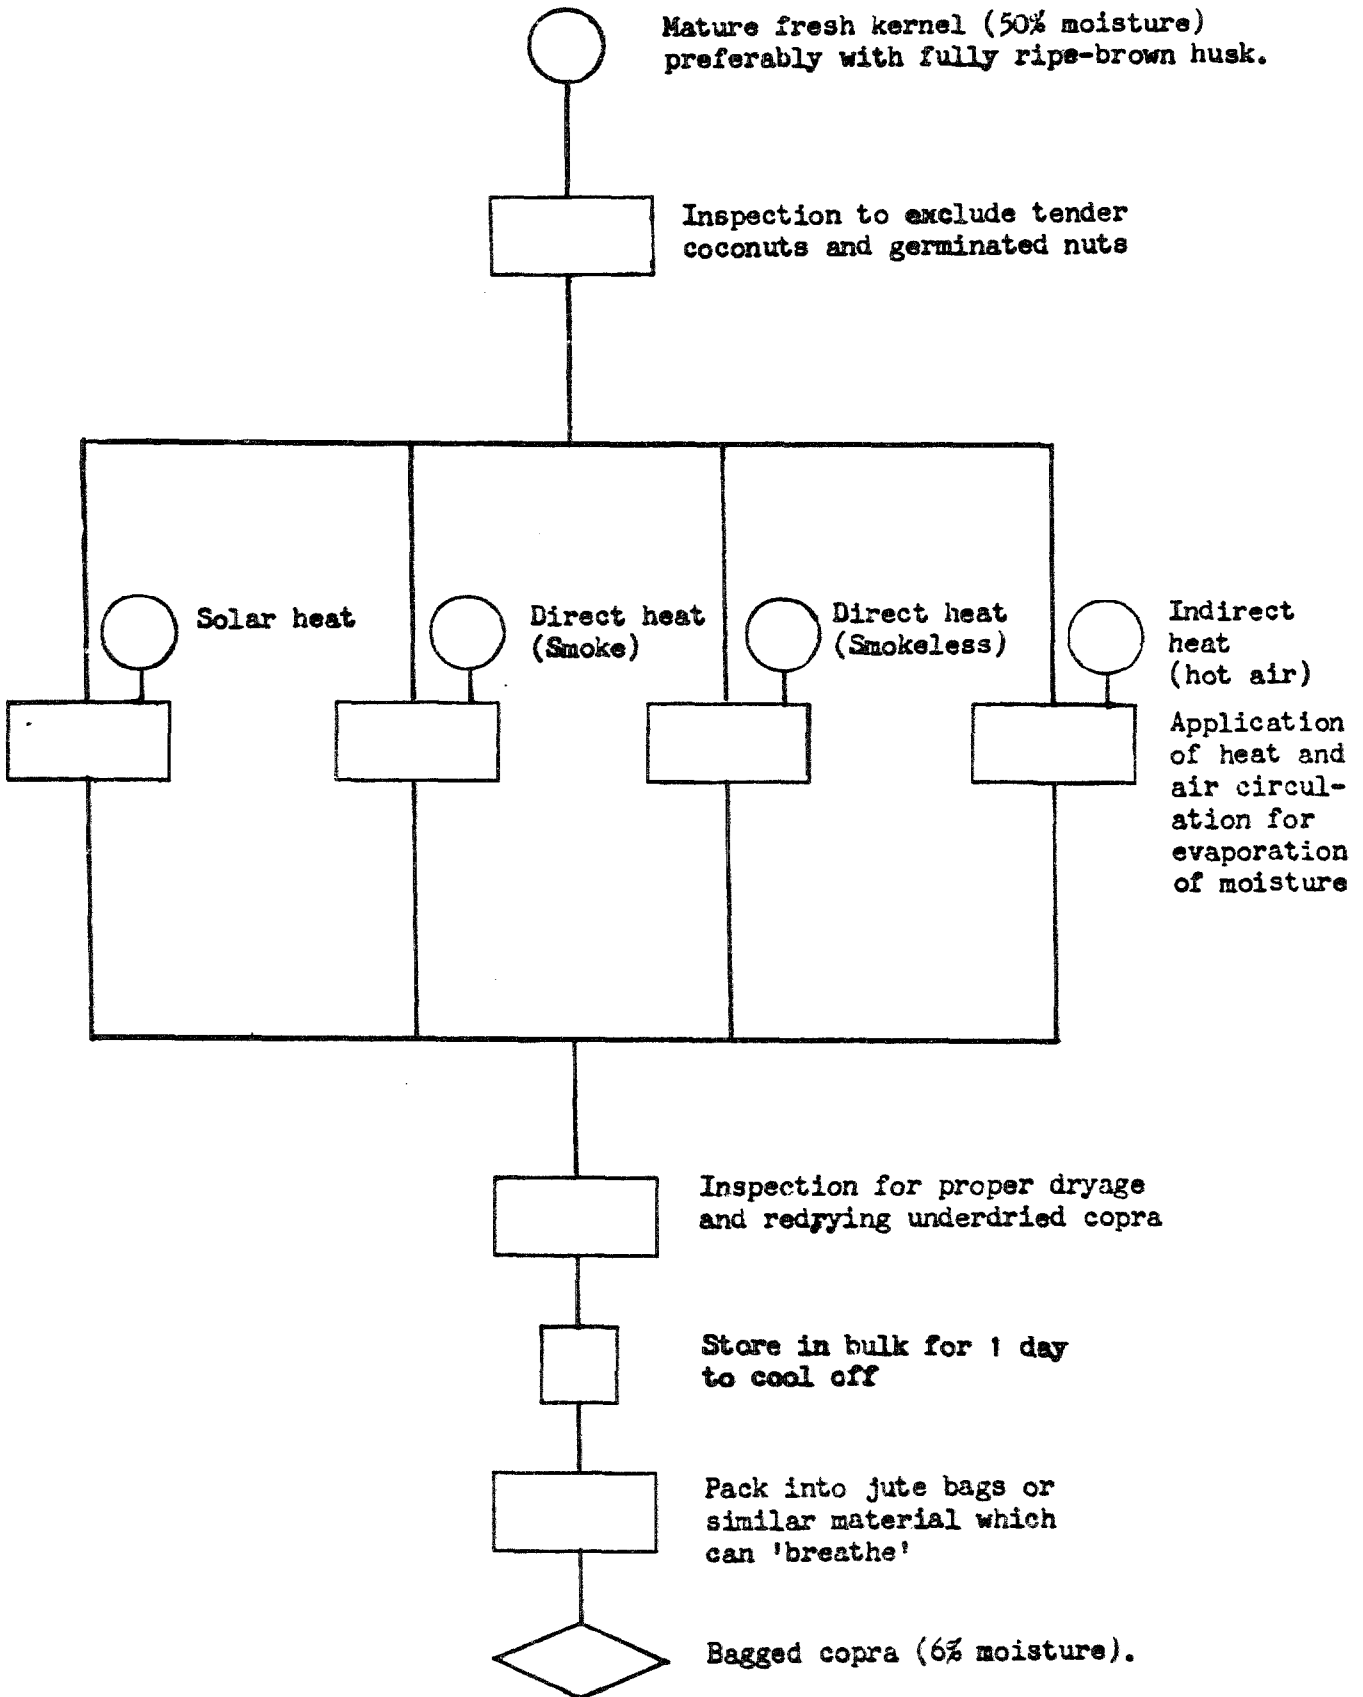 Mature fresh kernel (50% moisture)
preferably with fully ripe-brown husk.
Inspection to exclude tender
coconuts and germinated nuts
Solar heat
Direct heat
(Smoke)
Direct heat
(Smokeless)
Indirect
heat
(hot air)
Application
of heat and
air circul-
ation for
evaporation
of moisture
Inspection for proper dryage
and redrying underdried copra
Store in bulk for 1 day
to cool off
Pack into jute bags or
similar material which
can 'breathe'
Bagged copra (6% moisture).